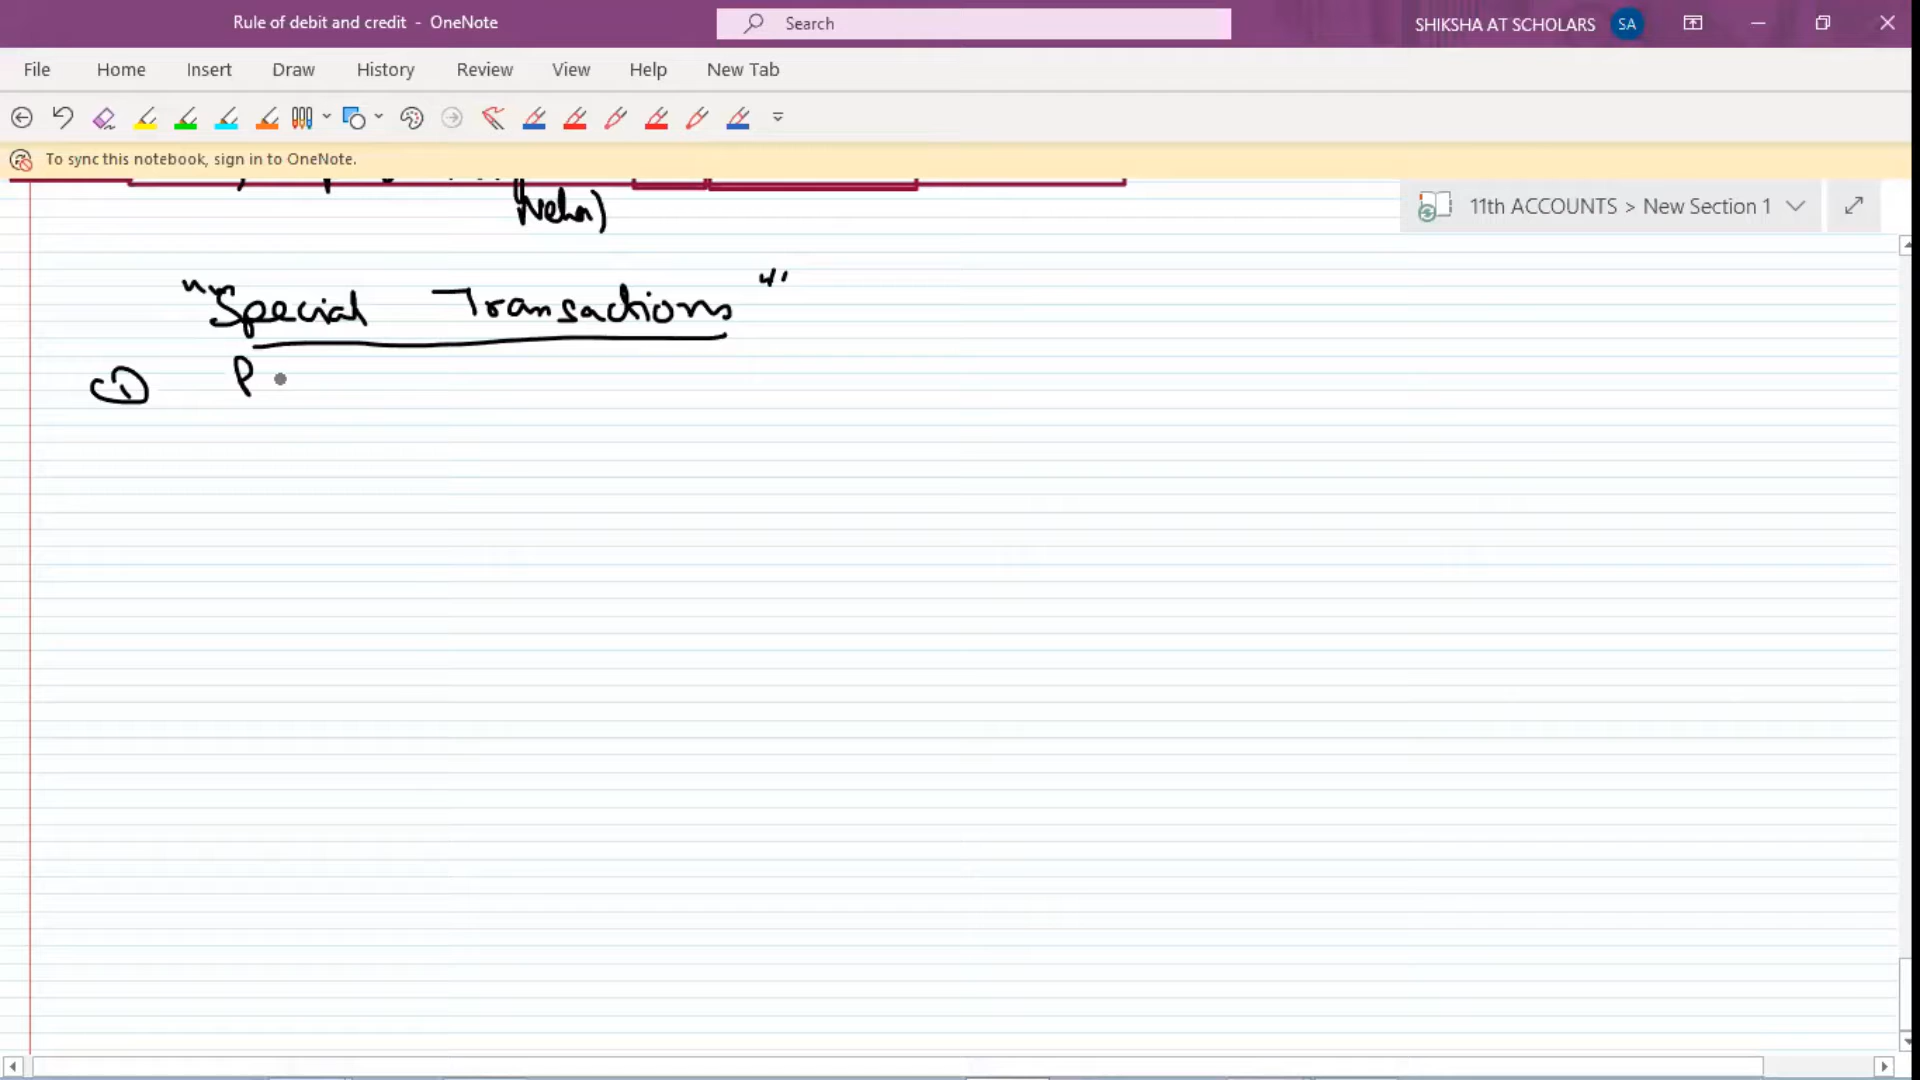 Rule of debit and credit - OneNote
Search
SHIKSHA AT SCHOLARS SA
File Home Insert Draw History Review View Help New Tab
To sync this notebook, sign in to OneNote.
11th ACCOUNTS > New Section 1
Neha)
"Special Transactions"
① P